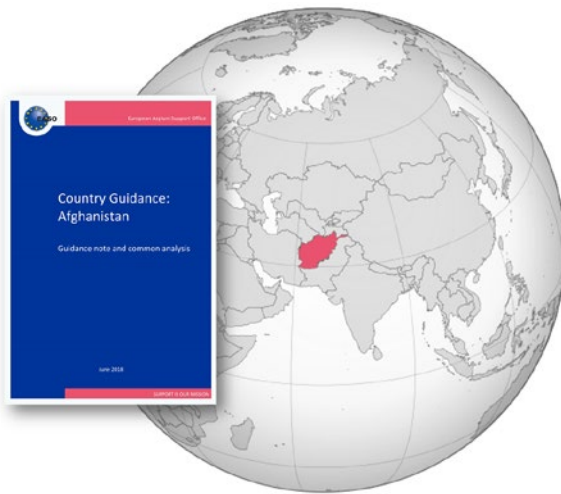 EASO
European Asylum Support Office
Country Guidance:
Afghanistan
Guidance note and common analysis
June 2018
SUPPORT IS OUR MISSION